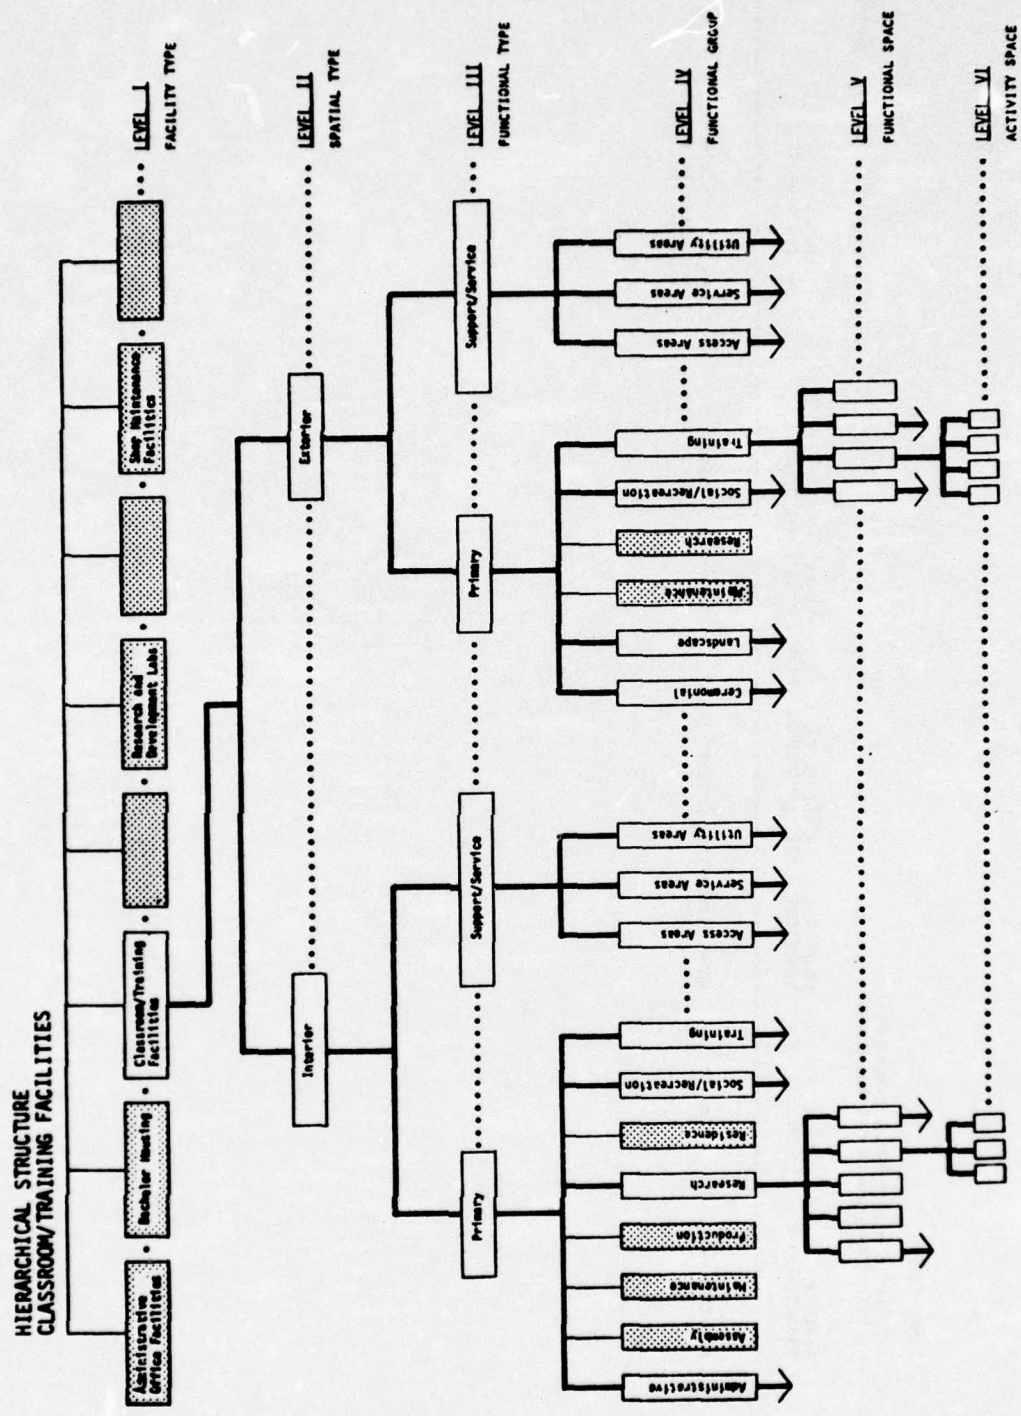 HIERARCHICAL STRUCTURE
CLASSROOM/TRAINING FACILITIES
Administrative
Office Facilities
Bachelor Housing
Classroom/Training
Facilities
Research and
Development Labs
Shop Maintenance
Facilities
LEVEL I
FACILITY TYPE
Interior
Exterior
LEVEL II
SPATIAL TYPE
Primary
Support/Service
Primary
Support/Service
LEVEL III
FUNCTIONAL TYPE
Administrative
Assembly
Maintenance
Production
Research
Residence
Social/Recreation
Training
Access Areas
Service Areas
Utility Areas
Ceremonial
Landscape
Maintenance
Research
Social/Recreation
Training
Access Areas
Service Areas
Utility Areas
LEVEL IV
FUNCTIONAL GROUP
LEVEL V
FUNCTIONAL SPACE
LEVEL VI
ACTIVITY SPACE